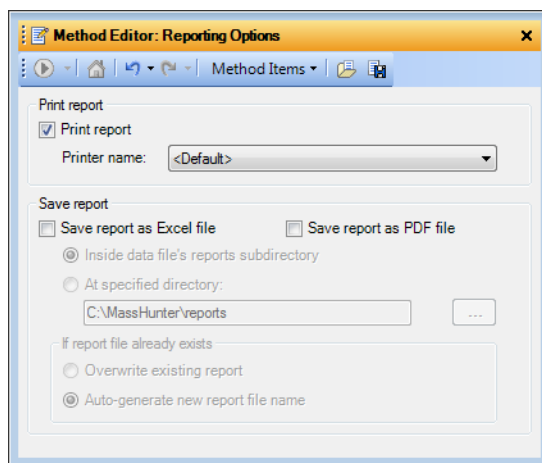 Method Editor: Reporting Options
Method Items
Print report
Print report
Printer name: <Default>
Save report
Save report as Excel file Save report as PDF file
Inside data file's reports subdirectory
At specified directory:
C:\MassHunter\reports ...
If report file already exists
Overwrite existing report
Auto-generate new report file name